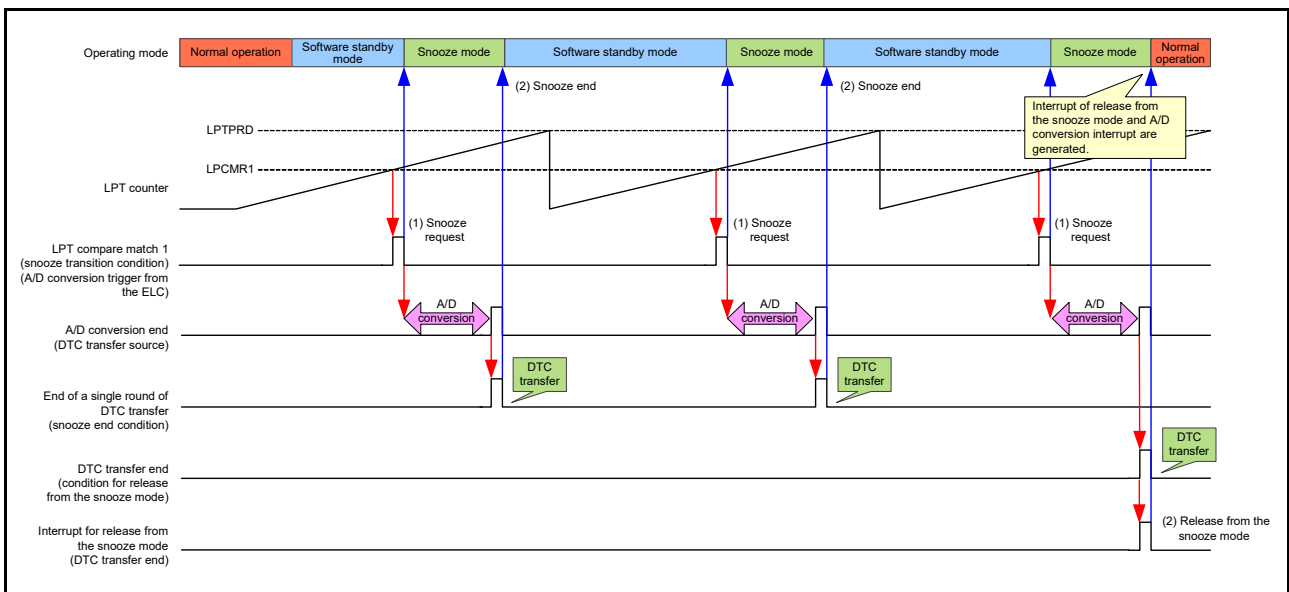 Operating mode
Normal operation
Software standby
mode
Snooze mode
Software standby mode
Snooze mode
Software standby mode
Snooze mode
Normal
operation
(2) Snooze end
(2) Snooze end
Interrupt of release from
the snooze mode and A/D
conversion interrupt are
generated.
LPTPRD
LPCMR1
LPT counter
(1) Snooze
request
(1) Snooze
request
(1) Snooze
request
LPT compare match 1
(snooze transition condition)
(A/D conversion trigger from
the ELC)
A/D
conversion
A/D
conversion
A/D
conversion
A/D conversion end
(DTC transfer source)
DTC
transfer
DTC
transfer
End of a single round of
DTC transfer
(snooze end condition)
DTC
transfer
DTC transfer end
(condition for release
from the snooze mode)
Interrupt for release from
the snooze mode
(DTC transfer end)
(2) Release from the
snooze mode